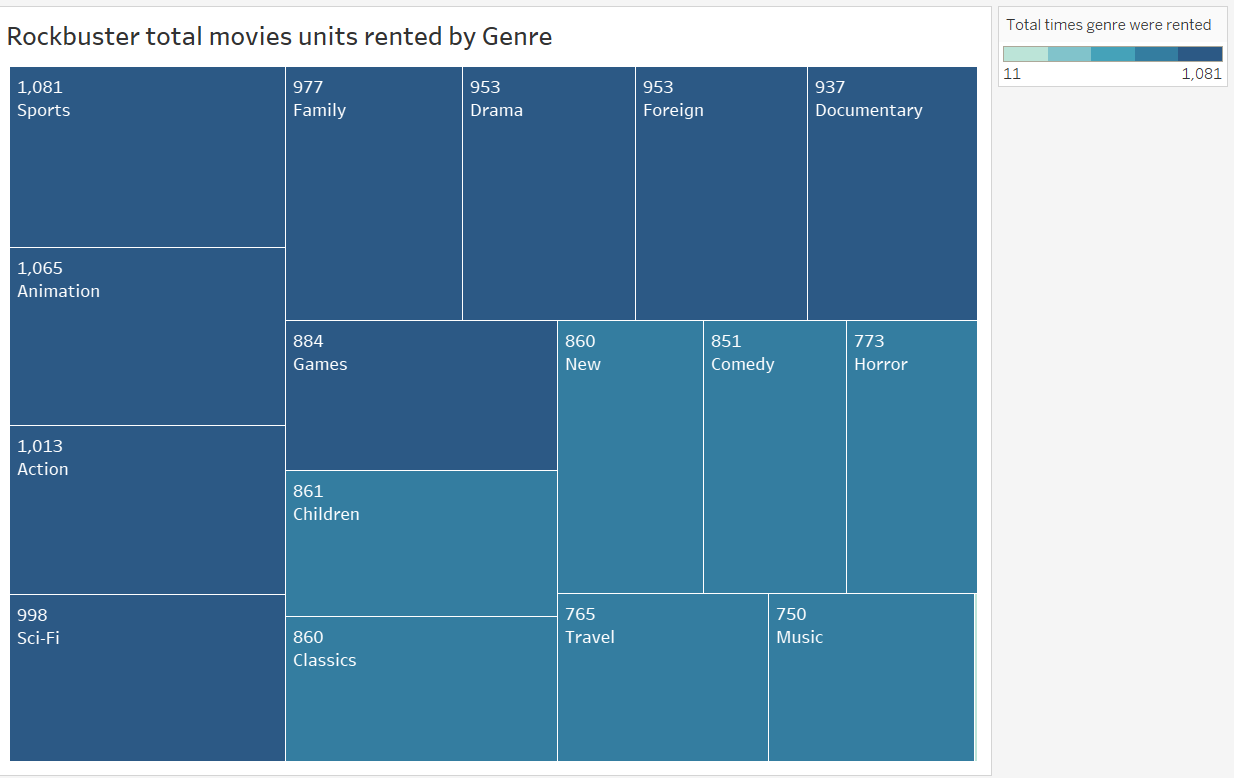 Rockbuster total movies units rented by Genre
Total times genre were rented
11
1,081
1,081
Sports
977
Family
953
Drama
953
Foreign
937
Documentary
1,065
Animation
884
Games
860
New
851
Comedy
773
Horror
1,013
Action
861
Children
998
Sci-Fi
860
Classics
765
Travel
750
Music